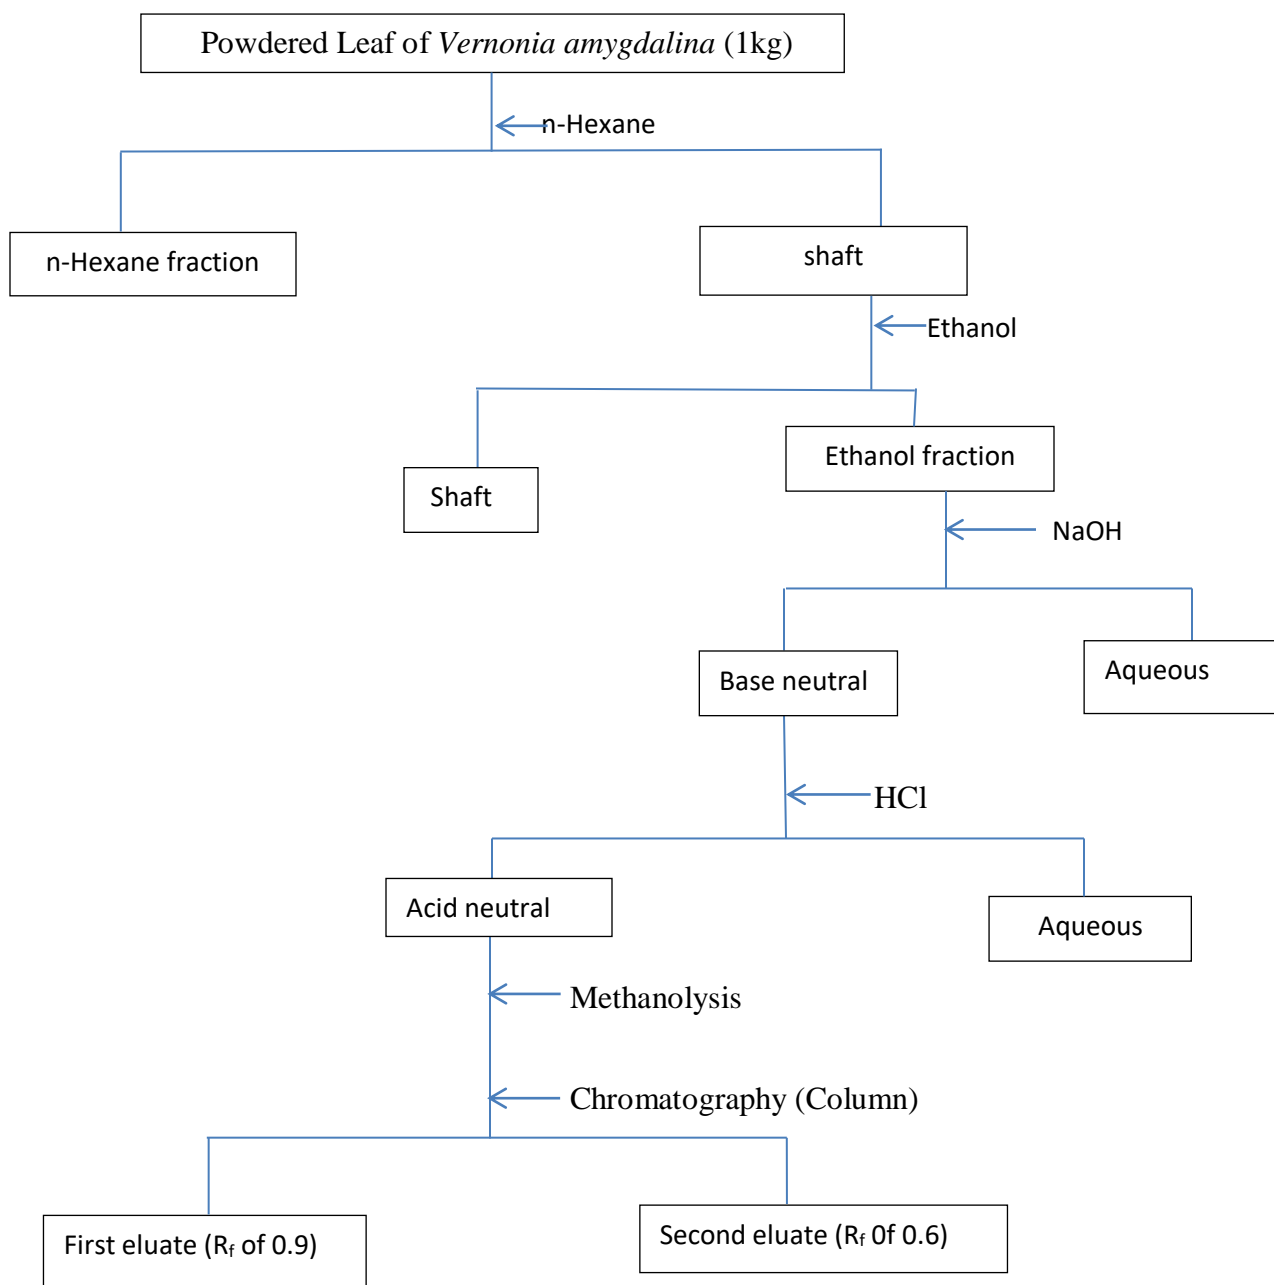 Powdered Leaf of Vernonia amygdalina (1kg)
n-Hexane
n-Hexane fraction
shaft
Ethanol
Ethanol fraction
Shaft
NaOH
Base neutral
Aqueous
HCl
Acid neutral
Aqueous
Methanolysis
Chromatography (Column)
First eluate (Rf of 0.9)
Second eluate (Rf 0f 0.6)